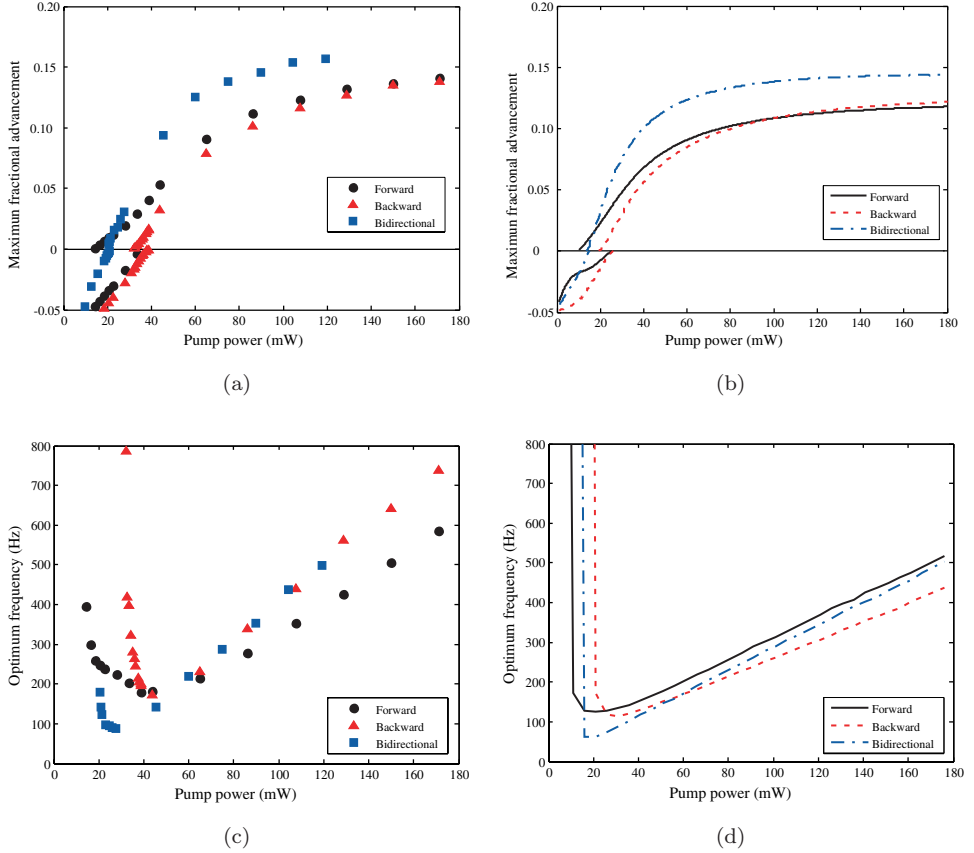 0.20
0.15
0.10
0.05
0
-0.05
Maximum fractional advancement
0 20 40 60 80 100 120 140 160 180
Pump power (mW)
Forward
Backward
Bidirectional
(a)
0.20
0.15
0.10
0.05
0
-0.05
Maximun fractional advancement
0 20 40 60 80 100 120 140 160 180
Pump power (mW)
Forward
Backward
Bidirectional
(b)
800
700
600
500
400
300
200
100
0
Optimum frequency (Hz)
0 20 40 60 80 100 120 140 160 180
Pump power (mW)
Forward
Backward
Bidirectional
(c)
800
700
600
500
400
300
200
100
0
Optimum frequency (Hz)
0 20 40 60 80 100 120 140 160 180
Pump power (mW)
Forward
Backward
Bidirectional
(d)